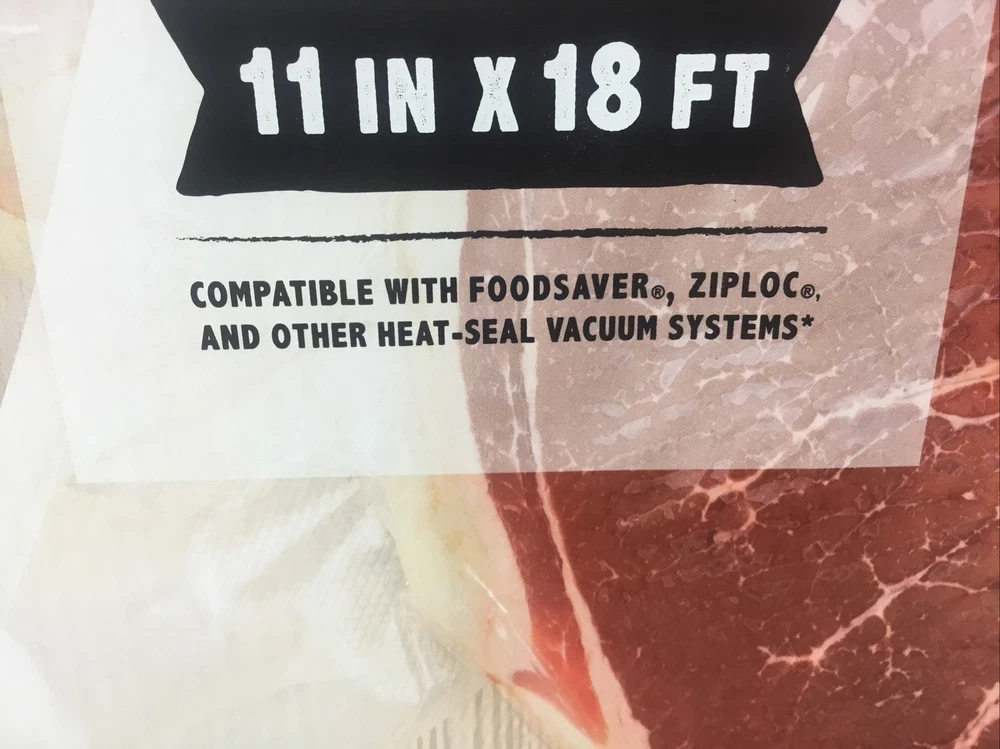 11 IN X 18 FT
COMPATIBLE WITH FOODSAVER®, ZIPLOC®,
AND OTHER HEAT-SEAL VACUUM SYSTEMS*